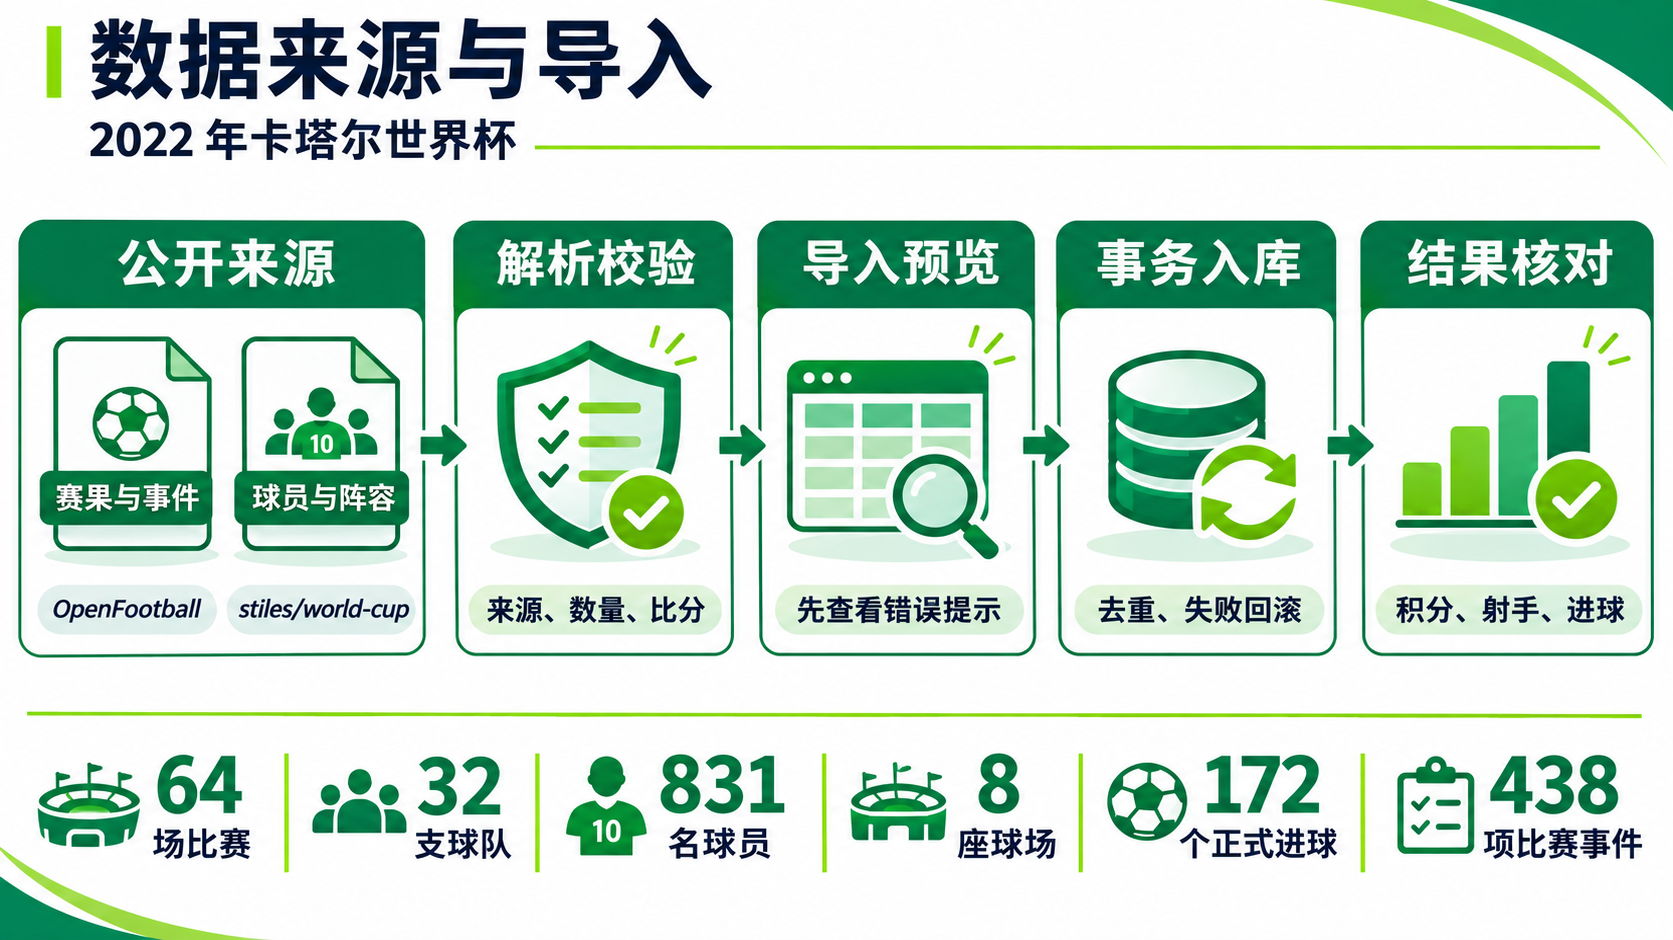 数据来源与导入
2022 年卡塔尔世界杯
公开来源
10
赛果与事件
球员与阵容
OpenFootball
stiles/world-cup
解析校验
来源、数量、比分
导入预览
先查看错误提示
事务入库
去重、失败回滚
结果核对
积分、射手、进球
64
场比赛
32
支球队
10
831
名球员
8
座球场
172
个正式进球
438
项比赛事件